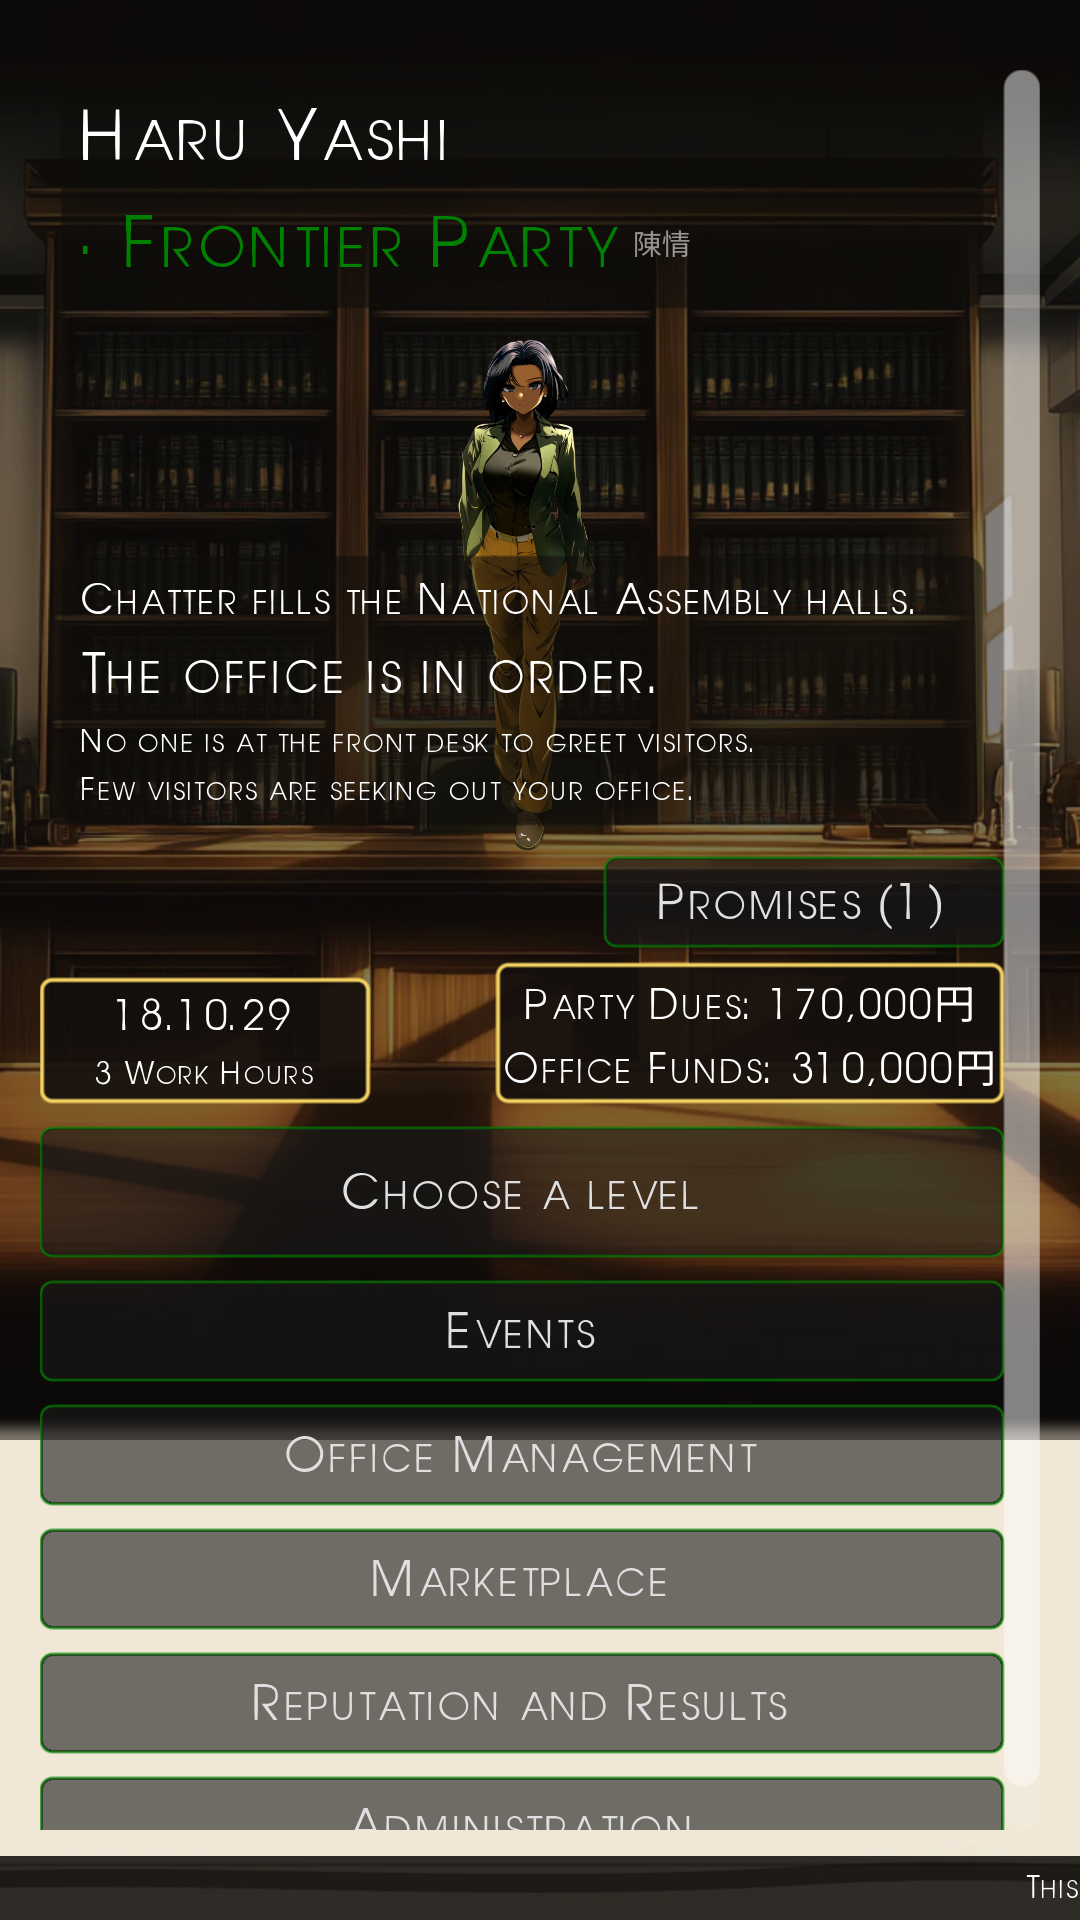 Haru Yashi
· Frontier Party 陳情
Chatter fills the National Assembly halls.
The office is in order.
No one is at the front desk to greet visitors.
Few visitors are seeking out your office.
Promises (1)
18.10.29
3 Work Hours
Party Dues: 170,000円
Office Funds: 310,000円
Choose a level
Events
Office Management
Marketplace
Reputation and Results
Administration
This